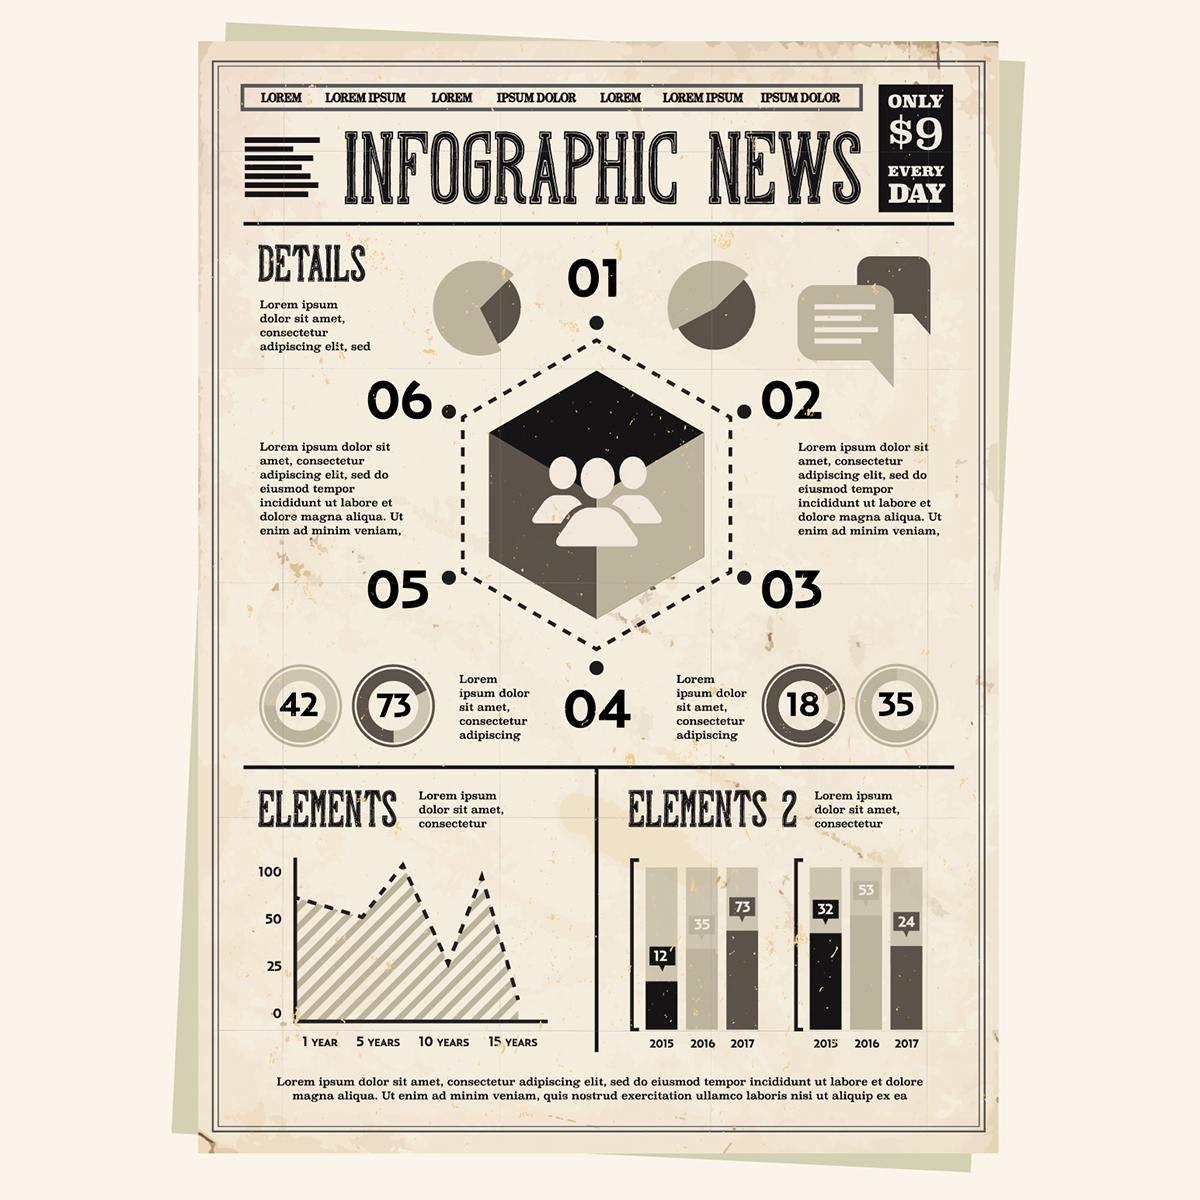 LOREM LOREM IPSUM LOREM IPSUM DOLOR LOREM LOREM IPSUM IPSUM DOLOR
ONLY
$9
EVERY
DAY
INFOGRAPHIC NEWS
DETAILS
Lorem ipsum
dolor sit amet,
consectetur
adipiscing elit, sed
01
06
02
Lorem ipsum dolor sit
amet, consectetur
adipiscing elit, sed do
eiusmod tempor
incididunt ut labore et
dolore magna aliqua. Ut
enim ad minim veniam,
Lorem ipsum dolor sit
amet, consectetur
adipiscing elit, sed do
eiusmod tempor
incididunt ut labore et
dolore magna aliqua. Ut
enim ad minim veniam,
05
03
42
73
Lorem
ipsum dolor
sit amet,
consectetur
adipiscing
04
Lorem
ipsum dolor
sit amet,
consectetur
adipiscing
18
35
ELEMENTS
Lorem ipsum
dolor sit amet,
consectetur
100
50
25
0
1 YEAR 5 YEARS 10 YEARS 15 YEARS
ELEMENTS 2
Lorem ipsum
dolor sit amet,
consectetur
12
35
73
2015 2016 2017
32
53
24
2015 2016 2017
Lorem ipsum dolor sit amet, consectetur adipiscing elit, sed do eiusmod tempor incididunt ut labore et dolore
magna aliqua. Ut enim ad minim veniam, quis nostrud exercitation ullamco laboris nisi ut aliquip ex ea